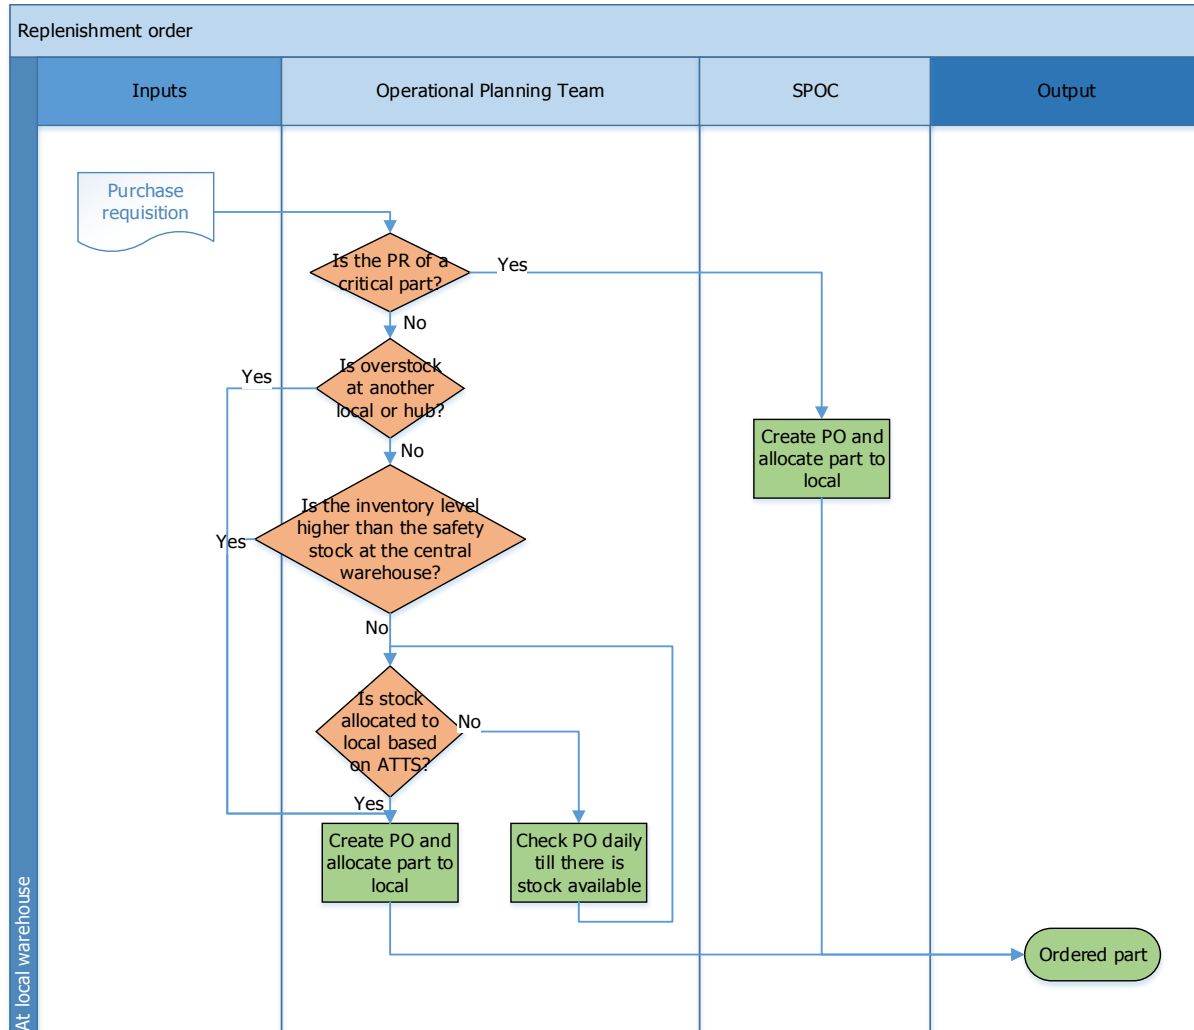 Replenishment order
Inputs
Operational Planning Team
SPOC
Output
At local warehouse
Purchase
requisition
Is the PR of a
critical part?
Yes
No
Is overstock
at another
local or hub?
Yes
No
Is the inventory level
higher than the safety
stock at the central
warehouse?
Yes
No
Create PO and
allocate part to
local
Is stock
allocated to
local based
on ATTS?
No
Yes
Create PO and
allocate part to
local
Check PO daily
till there is
stock available
Ordered part